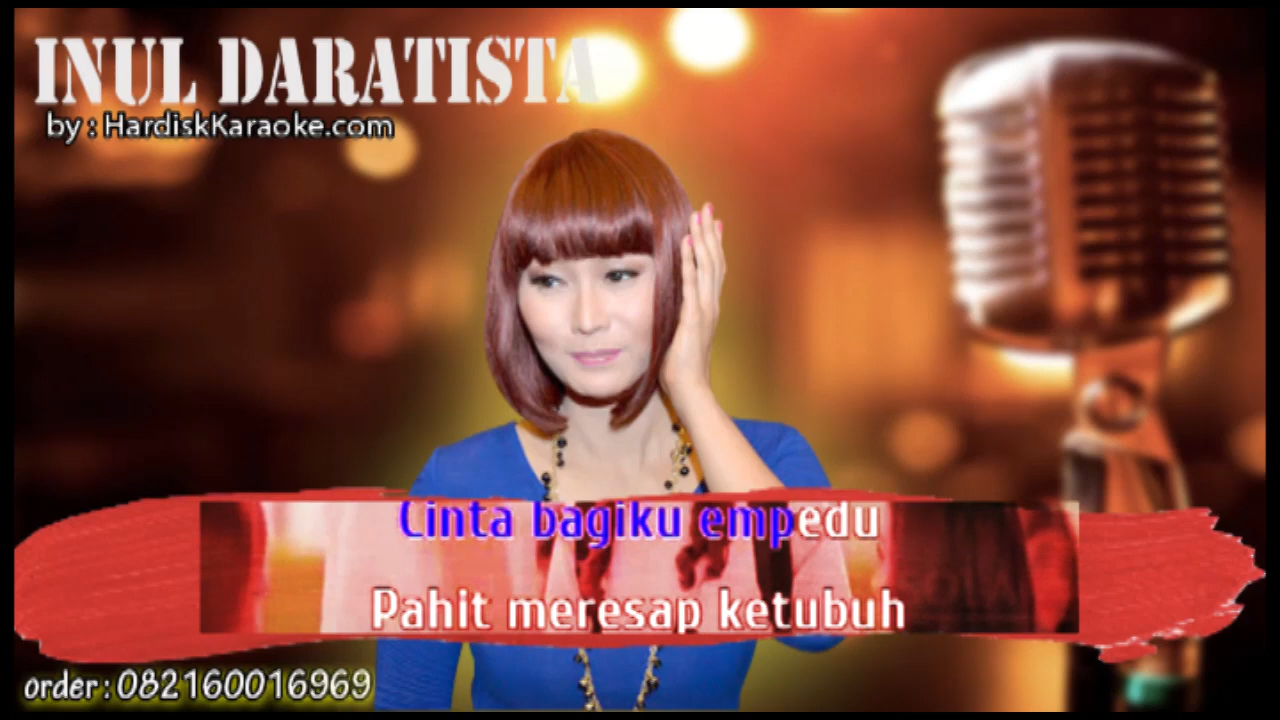 INUL DARATISTA
by : HardiskKaraoke.com
Cinta bagiku empedu
Pahit meresap ketubuh
order : 082160016969